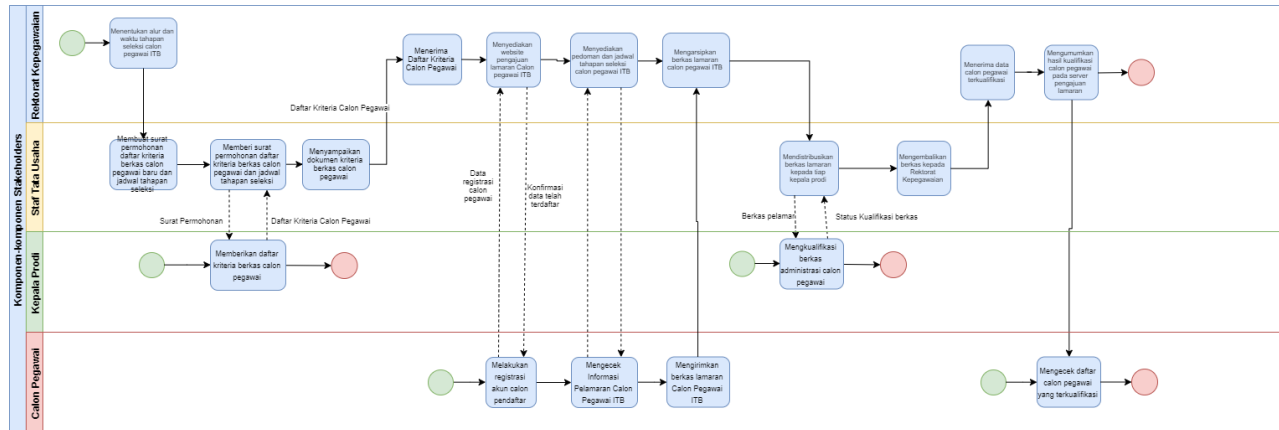 Komponen-komponen Stakeholders
Rektorat Kepegawaian
Menentukan alur dan
waktu tahapan
seleksi calon
pegawai ITB
Menerima
Daftar Kriteria
Calon Pegawai
Menyediakan
website
pengajuan
lamaran Calon
pegawai ITB
Menyediakan
pedoman dan jadwal
tahapan seleksi
calon pegawai ITB
Mengarsipkan
berkas lamaran
calon pegawai ITB
Menerima data
calon pegawai
terkualifikasi
Mengumumkan
hasil kualifikasi
calon pegawai
pada server
pengajuan
lamaran
Daftar Kriteria Calon Pegawai
Staf Tata Usaha
Membuat surat
permohonan
daftar kriteria
berkas calon
pegawai baru dan
jadwal tahapan
seleksi
Memberi surat
permohonan daftar
kriteria berkas calon
pegawai dan jadwal
tahapan seleksi
Menyampaikan
dokumen kriteria
berkas calon
pegawai
Data
registrasi
calon
pegawai
Konfirmasi
data telah
terdaftar
Mendistribusikan
berkas lamaran
kepada tiap
kepala prodi
Mengembalikan
berkas kepada
Rektorat
Kepegawaian
Surat Permohonan
Daftar Kriteria Calon Pegawai
Berkas pelamar
Status Kualifikasi berkas
Kepala Prodi
Memberikan daftar
kriteria berkas calon
pegawai
Mengkualifikasi
berkas
administrasi calon
pegawai
Calon Pegawai
Melakukan
registrasi
akun calon
pendaftar
Mengecek
Informasi
Pelamaran Calon
Pegawai ITB
Mengirimkan
berkas lamaran
Calon Pegawai
ITB
Mengecek daftar
calon pegawai
yang terkualifikasi